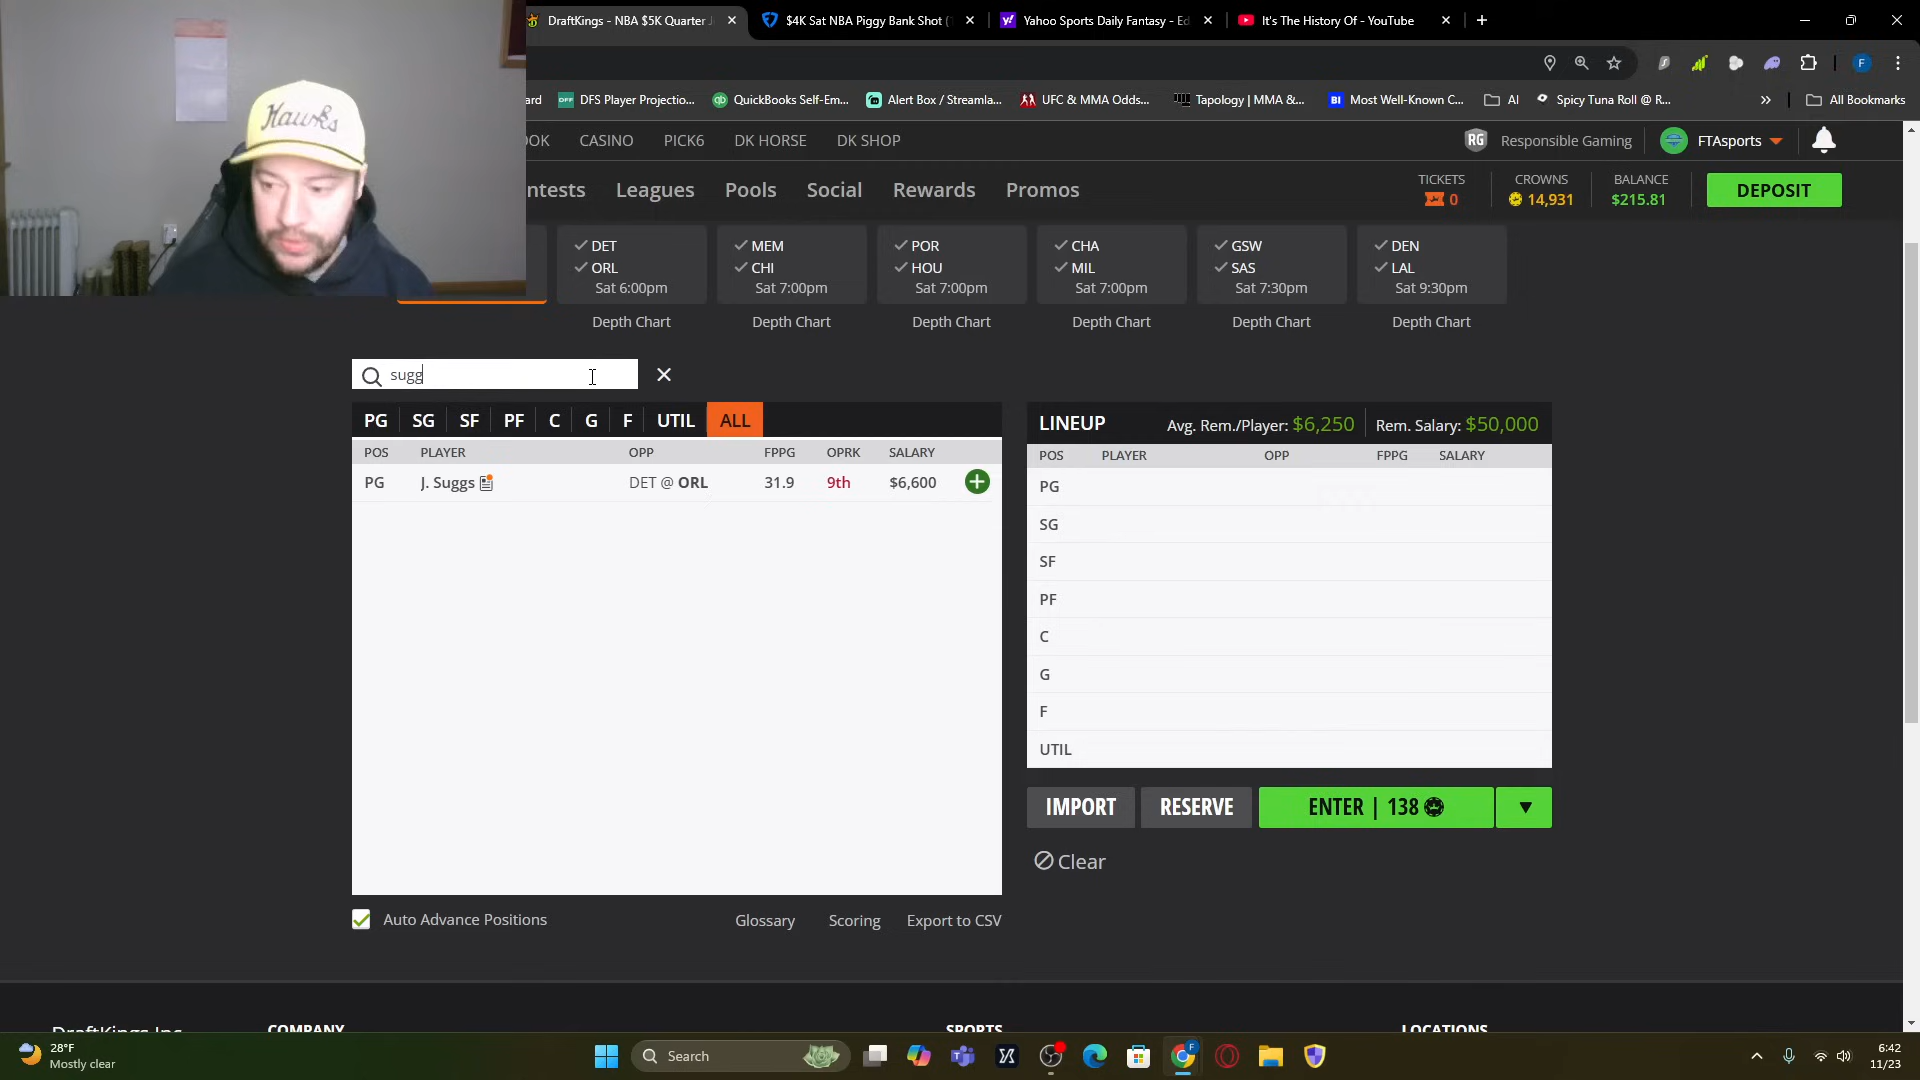 DraftKings - NBA $5K Quarter J
$4K Sat NBA Piggy Bank Shot (
Yahoo Sports Daily Fantasy - Ed
It's The History Of - YouTube
ard
DFS Player Projectio...
QuickBooks Self-Em...
Alert Box / Streamla...
UFC & MMA Odds...
Tapology | MMA &...
Most Well-Known C...
AI
Spicy Tuna Roll @ R...
All Bookmarks
Hawks
OOK
CASINO
PICK6
DK HORSE
DK SHOP
RG
Responsible Gaming
FTAsports
ntests
Leagues
Pools
Social
Rewards
Promos
TICKETS
0
CROWNS
14,931
BALANCE
$215.81
DEPOSIT
DET
ORL
Sat 6:00pm
MEM
CHI
Sat 7:00pm
POR
HOU
Sat 7:00pm
CHA
MIL
Sat 7:00pm
GSW
SAS
Sat 7:30pm
DEN
LAL
Sat 9:30pm
Depth Chart Depth Chart Depth Chart Depth Chart Depth Chart Depth Chart
sugg
PG SG SF PF C G F UTIL ALL
POS PLAYER OPP FPPG OPRK SALARY
PG J. Suggs DET @ ORL 31.9 9th $6,600
LINEUP Avg. Rem./Player: $6,250 Rem. Salary: $50,000
POS PLAYER OPP FPPG SALARY
PG
SG
SF
PF
C
G
F
UTIL
IMPORT RESERVE ENTER | 138
Clear
Auto Advance Positions
Glossary Scoring Export to CSV
COMPANY SPORTS LOCATIONS
DraftKings Inc.
28°F
Mostly clear
Search
6:42
11/23